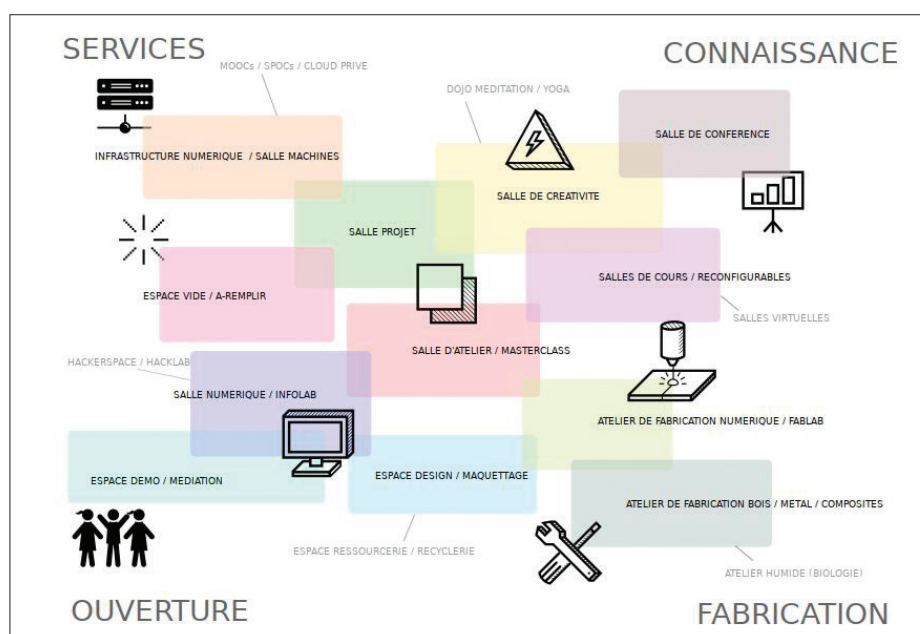 SERVICES
CONNAISSANCE
MOOCs / SPOCs / CLOUD PRIVE
DOJO MEDITATION / YOGA
SALLE DE CONFERENCE
INFRASTRUCTURE NUMERIQUE / SALLE MACHINES
SALLE DE CREATIVITE
SALLE PROJET
SALLES DE COURS / RECONFIGURABLES
ESPACE VIDE / A-REMPLIR
SALLES VIRTUELLES
SALLE D'ATELIER / MASTERCLASS
HACKERSPACE / HACKLAB
SALLE NUMERIQUE / INFOLAB
ATELIER DE FABRICATION NUMERIQUE / FABLAB
ESPACE DESIGN / MAQUETTAGE
ESPACE DEMO / MEDIATION
ATELIER DE FABRICATION BOIS / METAL / COMPOSITES
ESPACE RESSOURCERIE / RECYCLERIE
ATELIER HUMIDE (BIOLOGIE)
OUVERTURE
FABRICATION